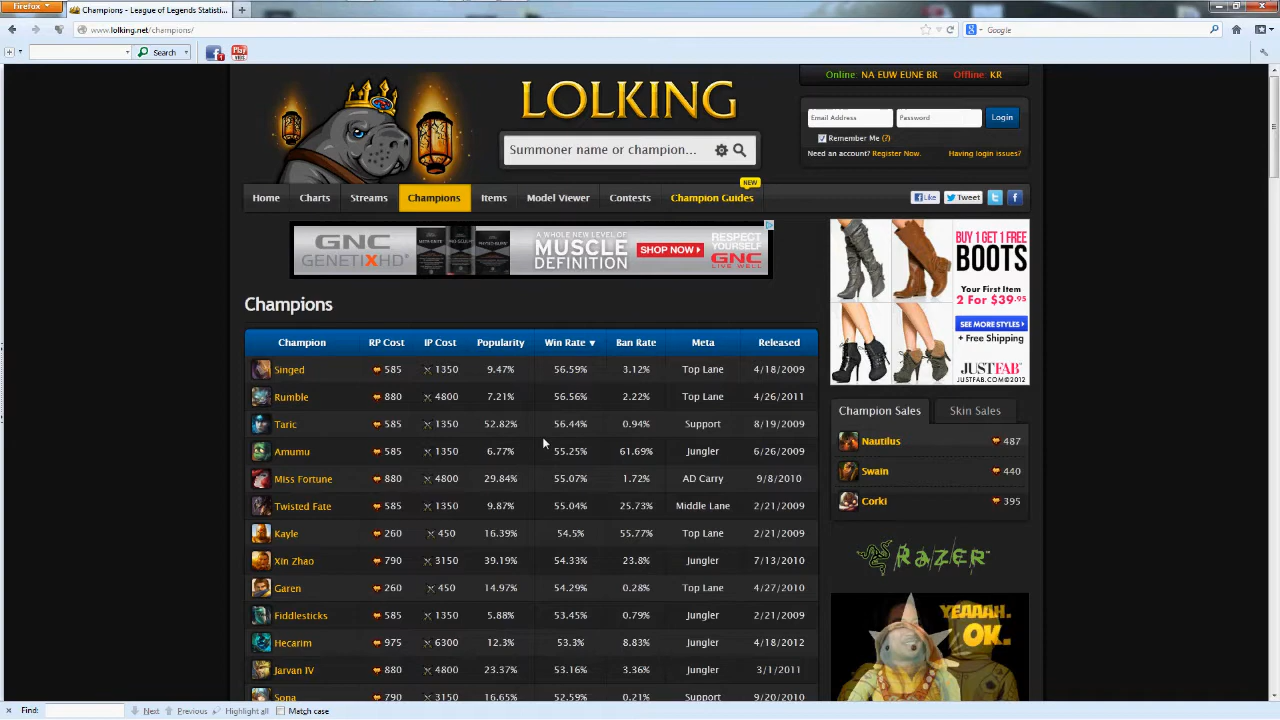 Firefox
Champions - League of Legends Statisti...
www.lolking.net/champions/
Google
Search
Play
Online: NA EUW EUNE BR Offline: KR
LOLKING
Email Address Password Login
Summoner name or champion...
Remember Me (?)
Need an account? Register Now. Having login issues?
NEW
Home Charts Streams Champions Items Model Viewer Contests Champion Guides
Like Tweet
GNC
GENETIXHD
A WHOLE NEW LEVEL OF
MUSCLE
DEFINITION
SHOP NOW
RESPECT
YOURSELF
GNC
LIVE WELL
BUY 1 GET 1 FREE
BOOTS
Your First Item
2 For $39.95
SEE MORE STYLES
+ Free Shipping
JUSTFAB
JUSTFAB.COM©2012
Champions
Champion RP Cost IP Cost Popularity Win Rate ▼ Ban Rate Meta Released
Singed 585 1350 9.47% 56.59% 3.12% Top Lane 4/18/2009
Rumble 880 4800 7.21% 56.56% 2.22% Top Lane 4/26/2011
Taric 585 1350 52.82% 56.44% 0.94% Support 8/19/2009
Amumu 585 1350 6.77% 55.25% 61.69% Jungler 6/26/2009
Miss Fortune 880 4800 29.84% 55.07% 1.72% AD Carry 9/8/2010
Twisted Fate 585 1350 9.87% 55.04% 25.73% Middle Lane 2/21/2009
Kayle 260 450 16.39% 54.5% 55.77% Top Lane 2/21/2009
Xin Zhao 790 3150 39.19% 54.33% 23.8% Jungler 7/13/2010
Garen 260 450 14.97% 54.29% 0.28% Top Lane 4/27/2010
Fiddlesticks 585 1350 5.88% 53.45% 0.79% Jungler 2/21/2009
Hecarim 975 6300 12.3% 53.3% 8.83% Jungler 4/18/2012
Jarvan IV 880 4800 23.37% 53.16% 3.36% Jungler 3/1/2011
Sona 790 3150 16.65% 52.59% 0.21% Support 9/20/2010
Champion Sales Skin Sales
Nautilus 487
Swain 440
Corki 395
RAZER
YEAAAH.
OK.
Find: Next Previous Highlight all Match case